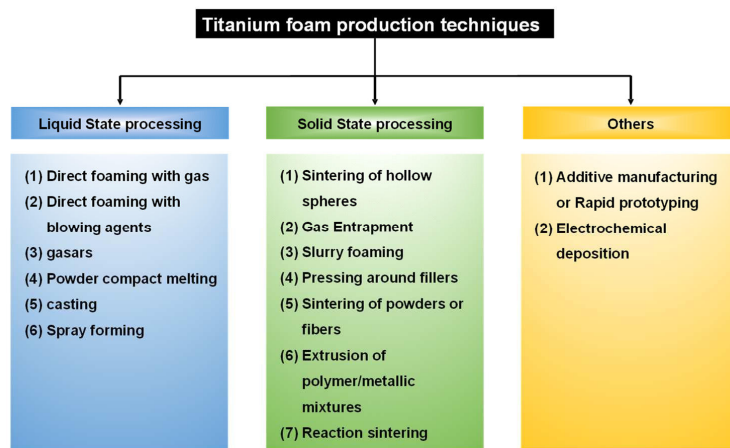 Titanium foam production techniques
Liquid State processing
(1) Direct foaming with gas
(2) Direct foaming with
blowing agents
(3) gasars
(4) Powder compact melting
(5) casting
(6) Spray forming
Solid State processing
(1) Sintering of hollow
spheres
(2) Gas Entrapment
(3) Slurry foaming
(4) Pressing around fillers
(5) Sintering of powders or
fibers
(6) Extrusion of
polymer/metallic
mixtures
(7) Reaction sintering
Others
(1) Additive manufacturing
or Rapid prototyping
(2) Electrochemical
deposition